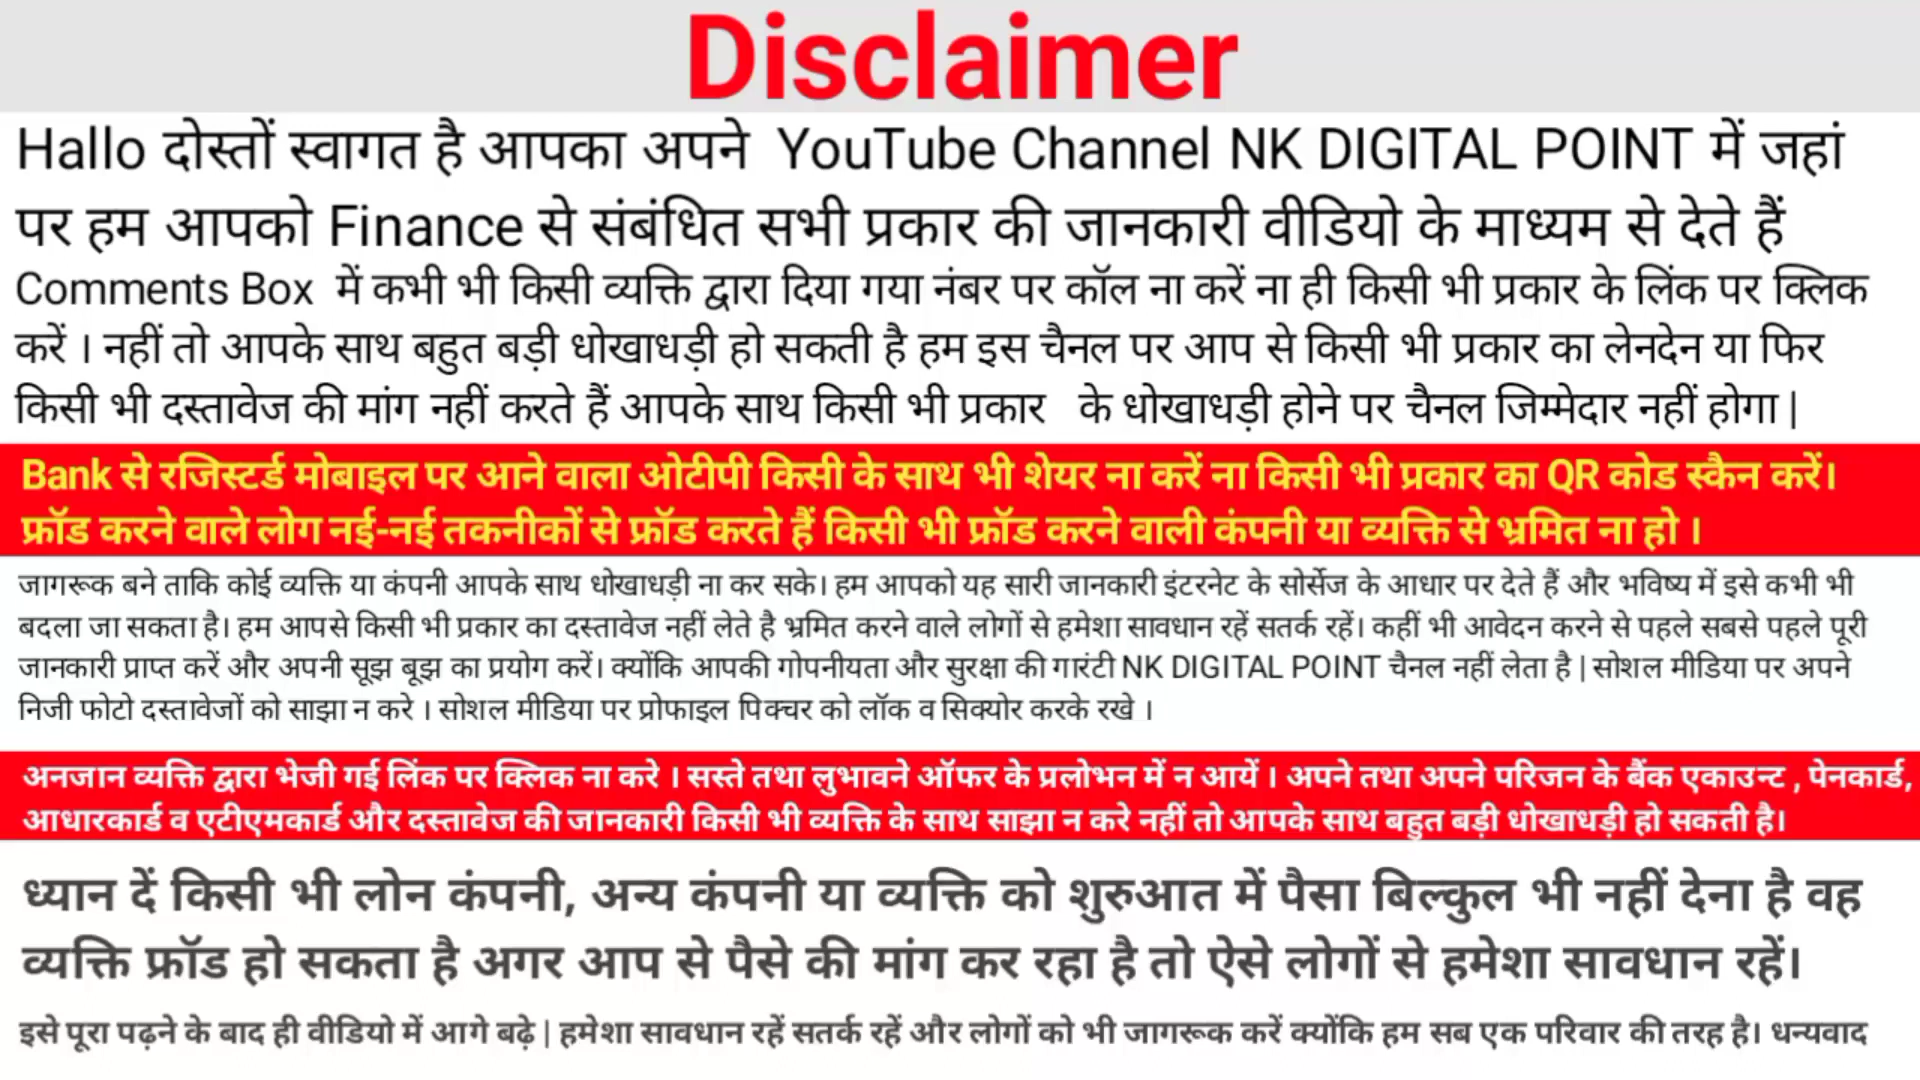 Disclaimer
Hallo दोस्तों स्वागत है आपका अपने YouTube Channel NK DIGITAL POINT में जहां
पर हम आपको Finance से संबंधित सभी प्रकार की जानकारी वीडियो के माध्यम से देते हैं
Comments Box में कभी भी किसी व्यक्ति द्वारा दिया गया नंबर पर कॉल ना करें ना ही किसी भी प्रकार के लिंक पर क्लिक
करें । नहीं तो आपके साथ बहुत बड़ी धोखाधड़ी हो सकती है हम इस चैनल पर आप से किसी भी प्रकार का लेनदेन या फिर
किसी भी दस्तावेज की मांग नहीं करते हैं आपके साथ किसी भी प्रकार के धोखाधड़ी होने पर चैनल जिम्मेदार नहीं होगा |
Bank से रजिस्टर्ड मोबाइल पर आने वाला ओटीपी किसी के साथ भी शेयर ना करें ना किसी भी प्रकार का QR कोड स्कैन करें।
फ्रॉड करने वाले लोग नई-नई तकनीकों से फ्रॉड करते हैं किसी भी फ्रॉड करने वाली कंपनी या व्यक्ति से भ्रमित ना हो ।
जागरूक बने ताकि कोई व्यक्ति या कंपनी आपके साथ धोखाधड़ी ना कर सके। हम आपको यह सारी जानकारी इंटरनेट के सोर्सेज के आधार पर देते हैं और भविष्य में इसे कभी भी
बदला जा सकता है। हम आपसे किसी भी प्रकार का दस्तावेज नहीं लेते है भ्रमित करने वाले लोगों से हमेशा सावधान रहें सतर्क रहें। कहीं भी आवेदन करने से पहले सबसे पहले पूरी
जानकारी प्राप्त करें और अपनी सूझ बूझ का प्रयोग करें। क्योंकि आपकी गोपनीयता और सुरक्षा की गारंटी NK DIGITAL POINT चैनल नहीं लेता है | सोशल मीडिया पर अपने
निजी फोटो दस्तावेजों को साझा न करे । सोशल मीडिया पर प्रोफाइल पिक्चर को लॉक व सिक्योर करके रखे ।
अनजान व्यक्ति द्वारा भेजी गई लिंक पर क्लिक ना करे । सस्ते तथा लुभावने ऑफर के प्रलोभन में न आयें । अपने तथा अपने परिजन के बैंक एकाउन्ट , पेनकार्ड,
आधारकार्ड व एटीएमकार्ड और दस्तावेज की जानकारी किसी भी व्यक्ति के साथ साझा न करे नहीं तो आपके साथ बहुत बड़ी धोखाधड़ी हो सकती है।
ध्यान दें किसी भी लोन कंपनी, अन्य कंपनी या व्यक्ति को शुरुआत में पैसा बिल्कुल भी नहीं देना है वह
व्यक्ति फ्रॉड हो सकता है अगर आप से पैसे की मांग कर रहा है तो ऐसे लोगों से हमेशा सावधान रहें।
इसे पूरा पढ़ने के बाद ही वीडियो में आगे बढ़े | हमेशा सावधान रहें सतर्क रहें और लोगों को भी जागरूक करें क्योंकि हम सब एक परिवार की तरह है। धन्यवाद